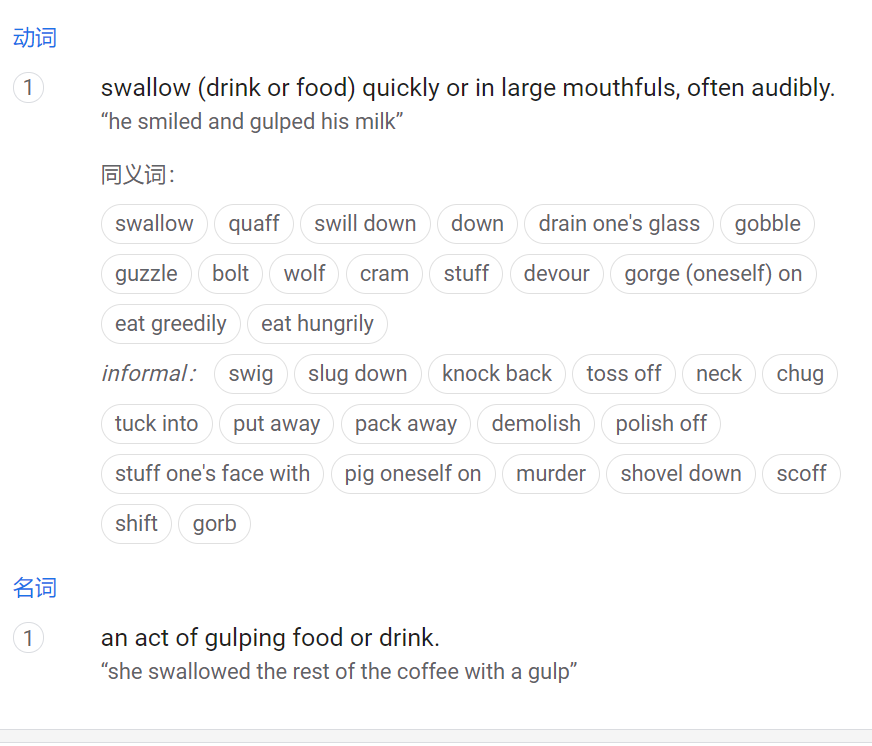 动词
1 swallow (drink or food) quickly or in large mouthfuls, often audibly.
“he smiled and gulped his milk”
同义词：
swallow quaff swill down down drain one's glass gobble
guzzle bolt wolf cram stuff devour gorge (oneself) on
eat greedily eat hungrily
informal： swig slug down knock back toss off neck chug
tuck into put away pack away demolish polish off
stuff one's face with pig oneself on murder shovel down scoff
shift gorb
名词
1 an act of gulping food or drink.
“she swallowed the rest of the coffee with a gulp”